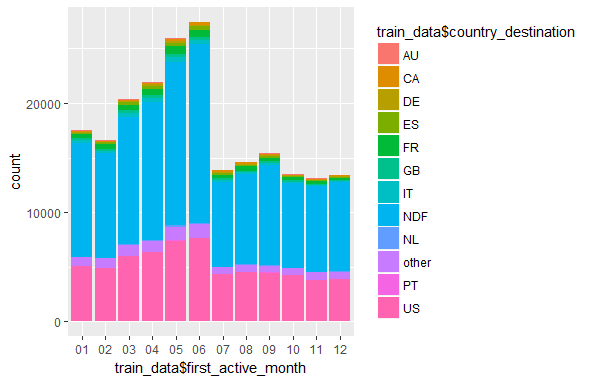 train_data$country_destination
AU
CA
DE
ES
FR
GB
IT
NDF
NL
other
PT
US
count
20000
10000
0
01 02 03 04 05 06 07 08 09 10 11 12
train_data$first_active_month